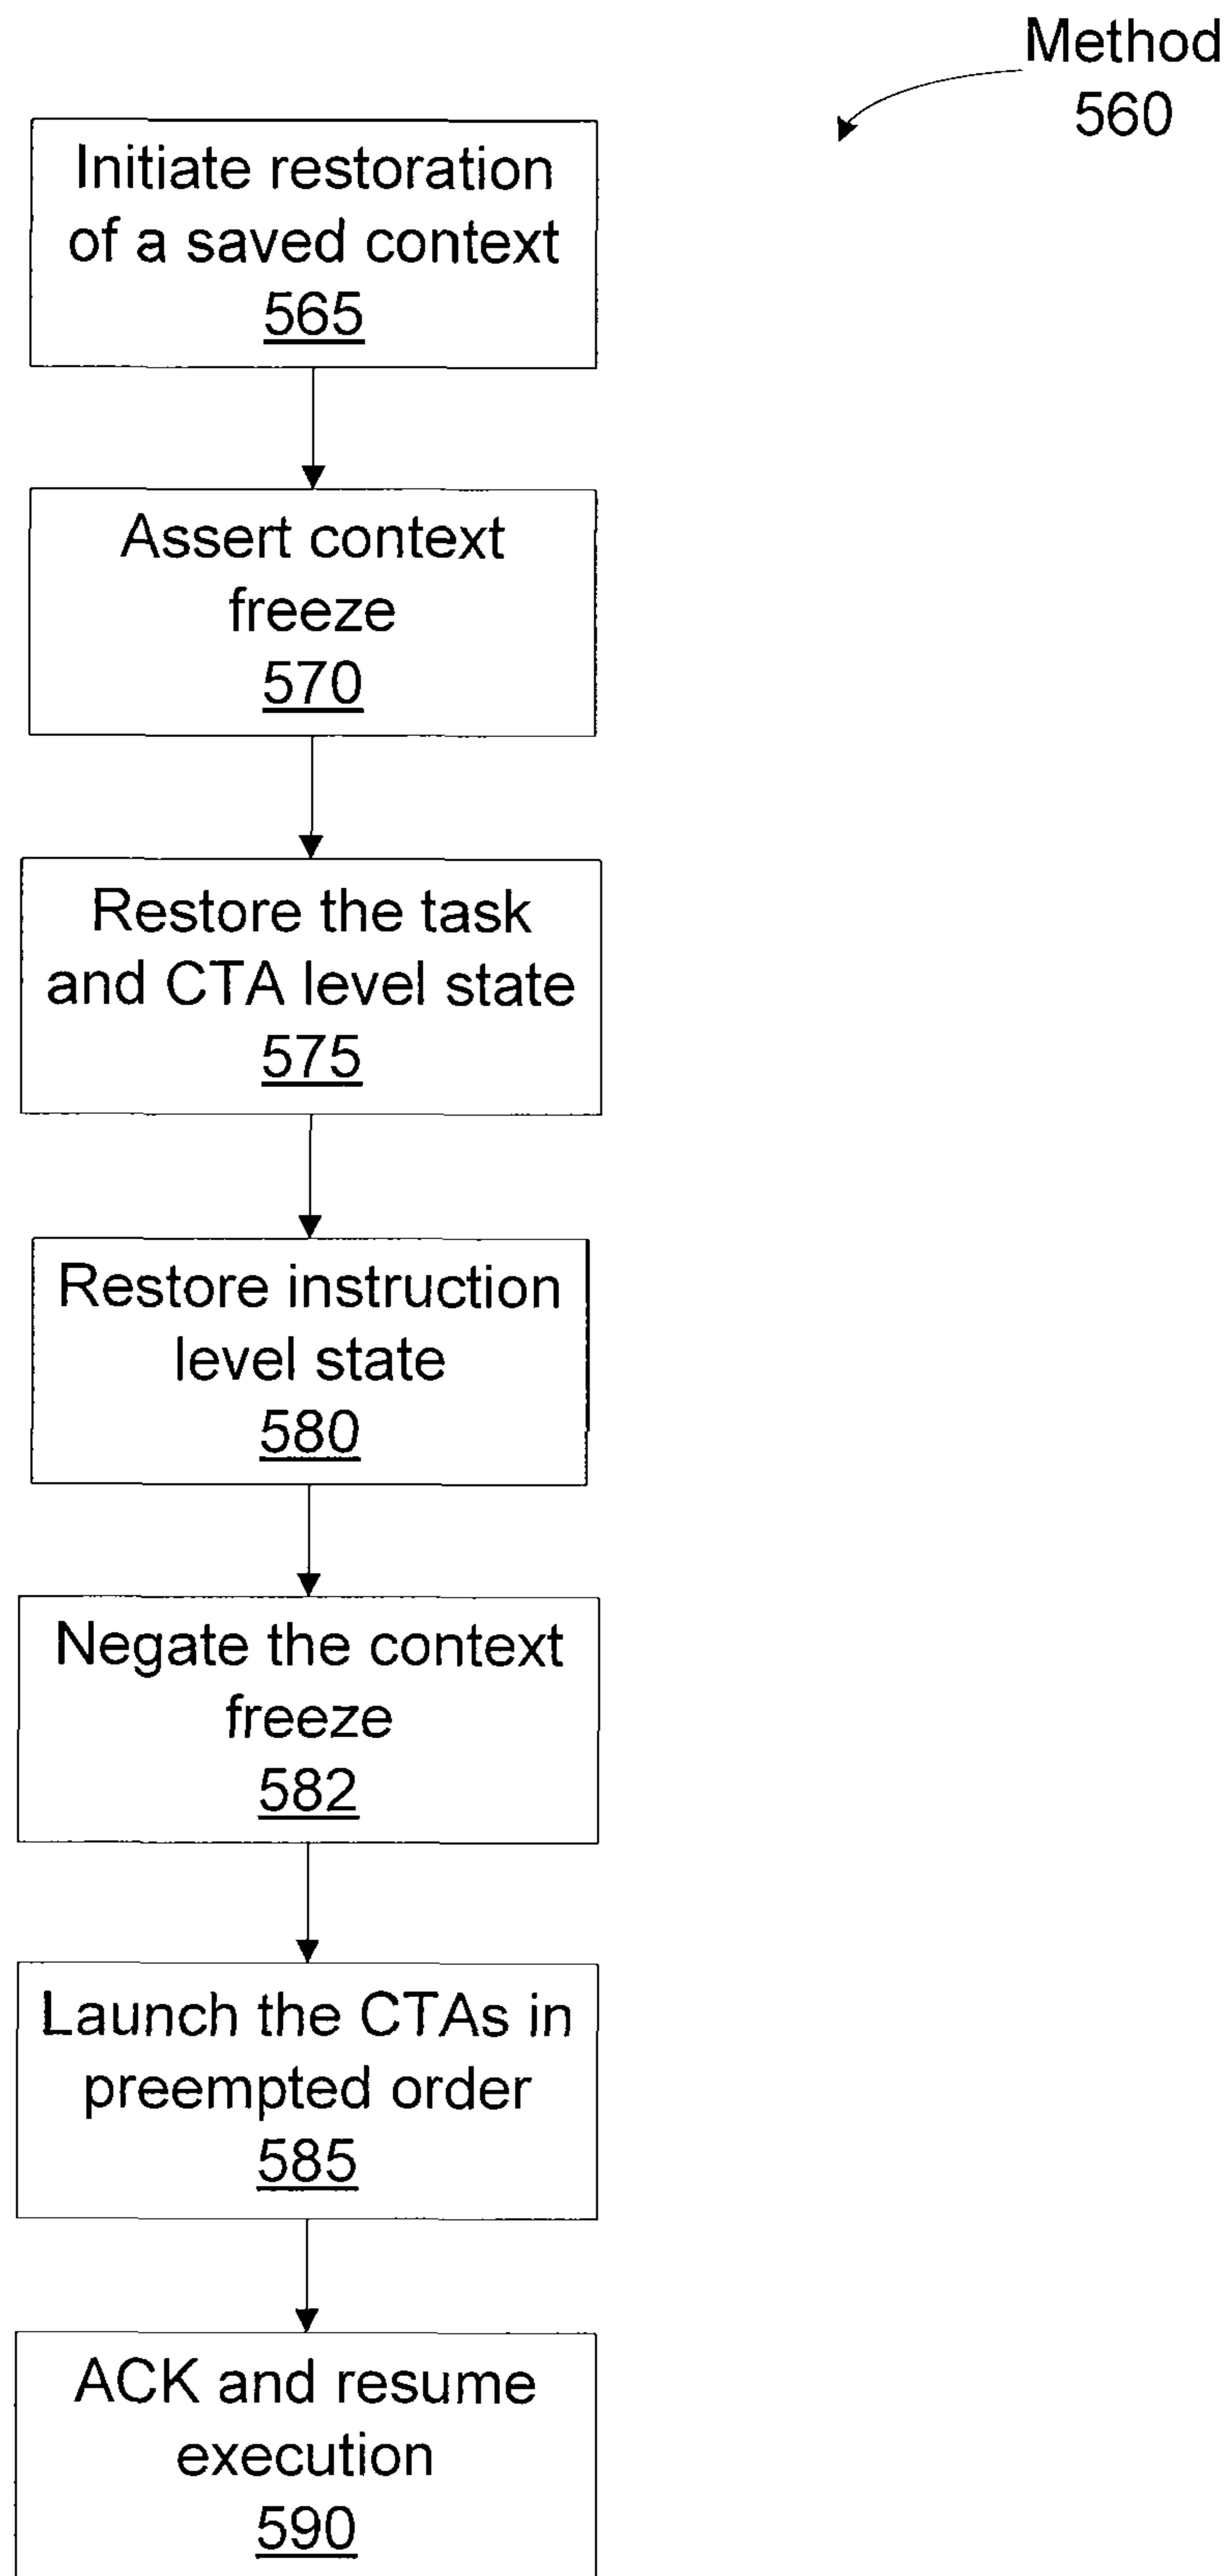 Method
560
Initiate restoration
of a saved context
565
Assert context
freeze
570
Restore the task
and CTA level state
575
Restore instruction
level state
580
Negate the context
freeze
582
Launch the CTAs in
preempted order
585
ACK and resume
execution
590